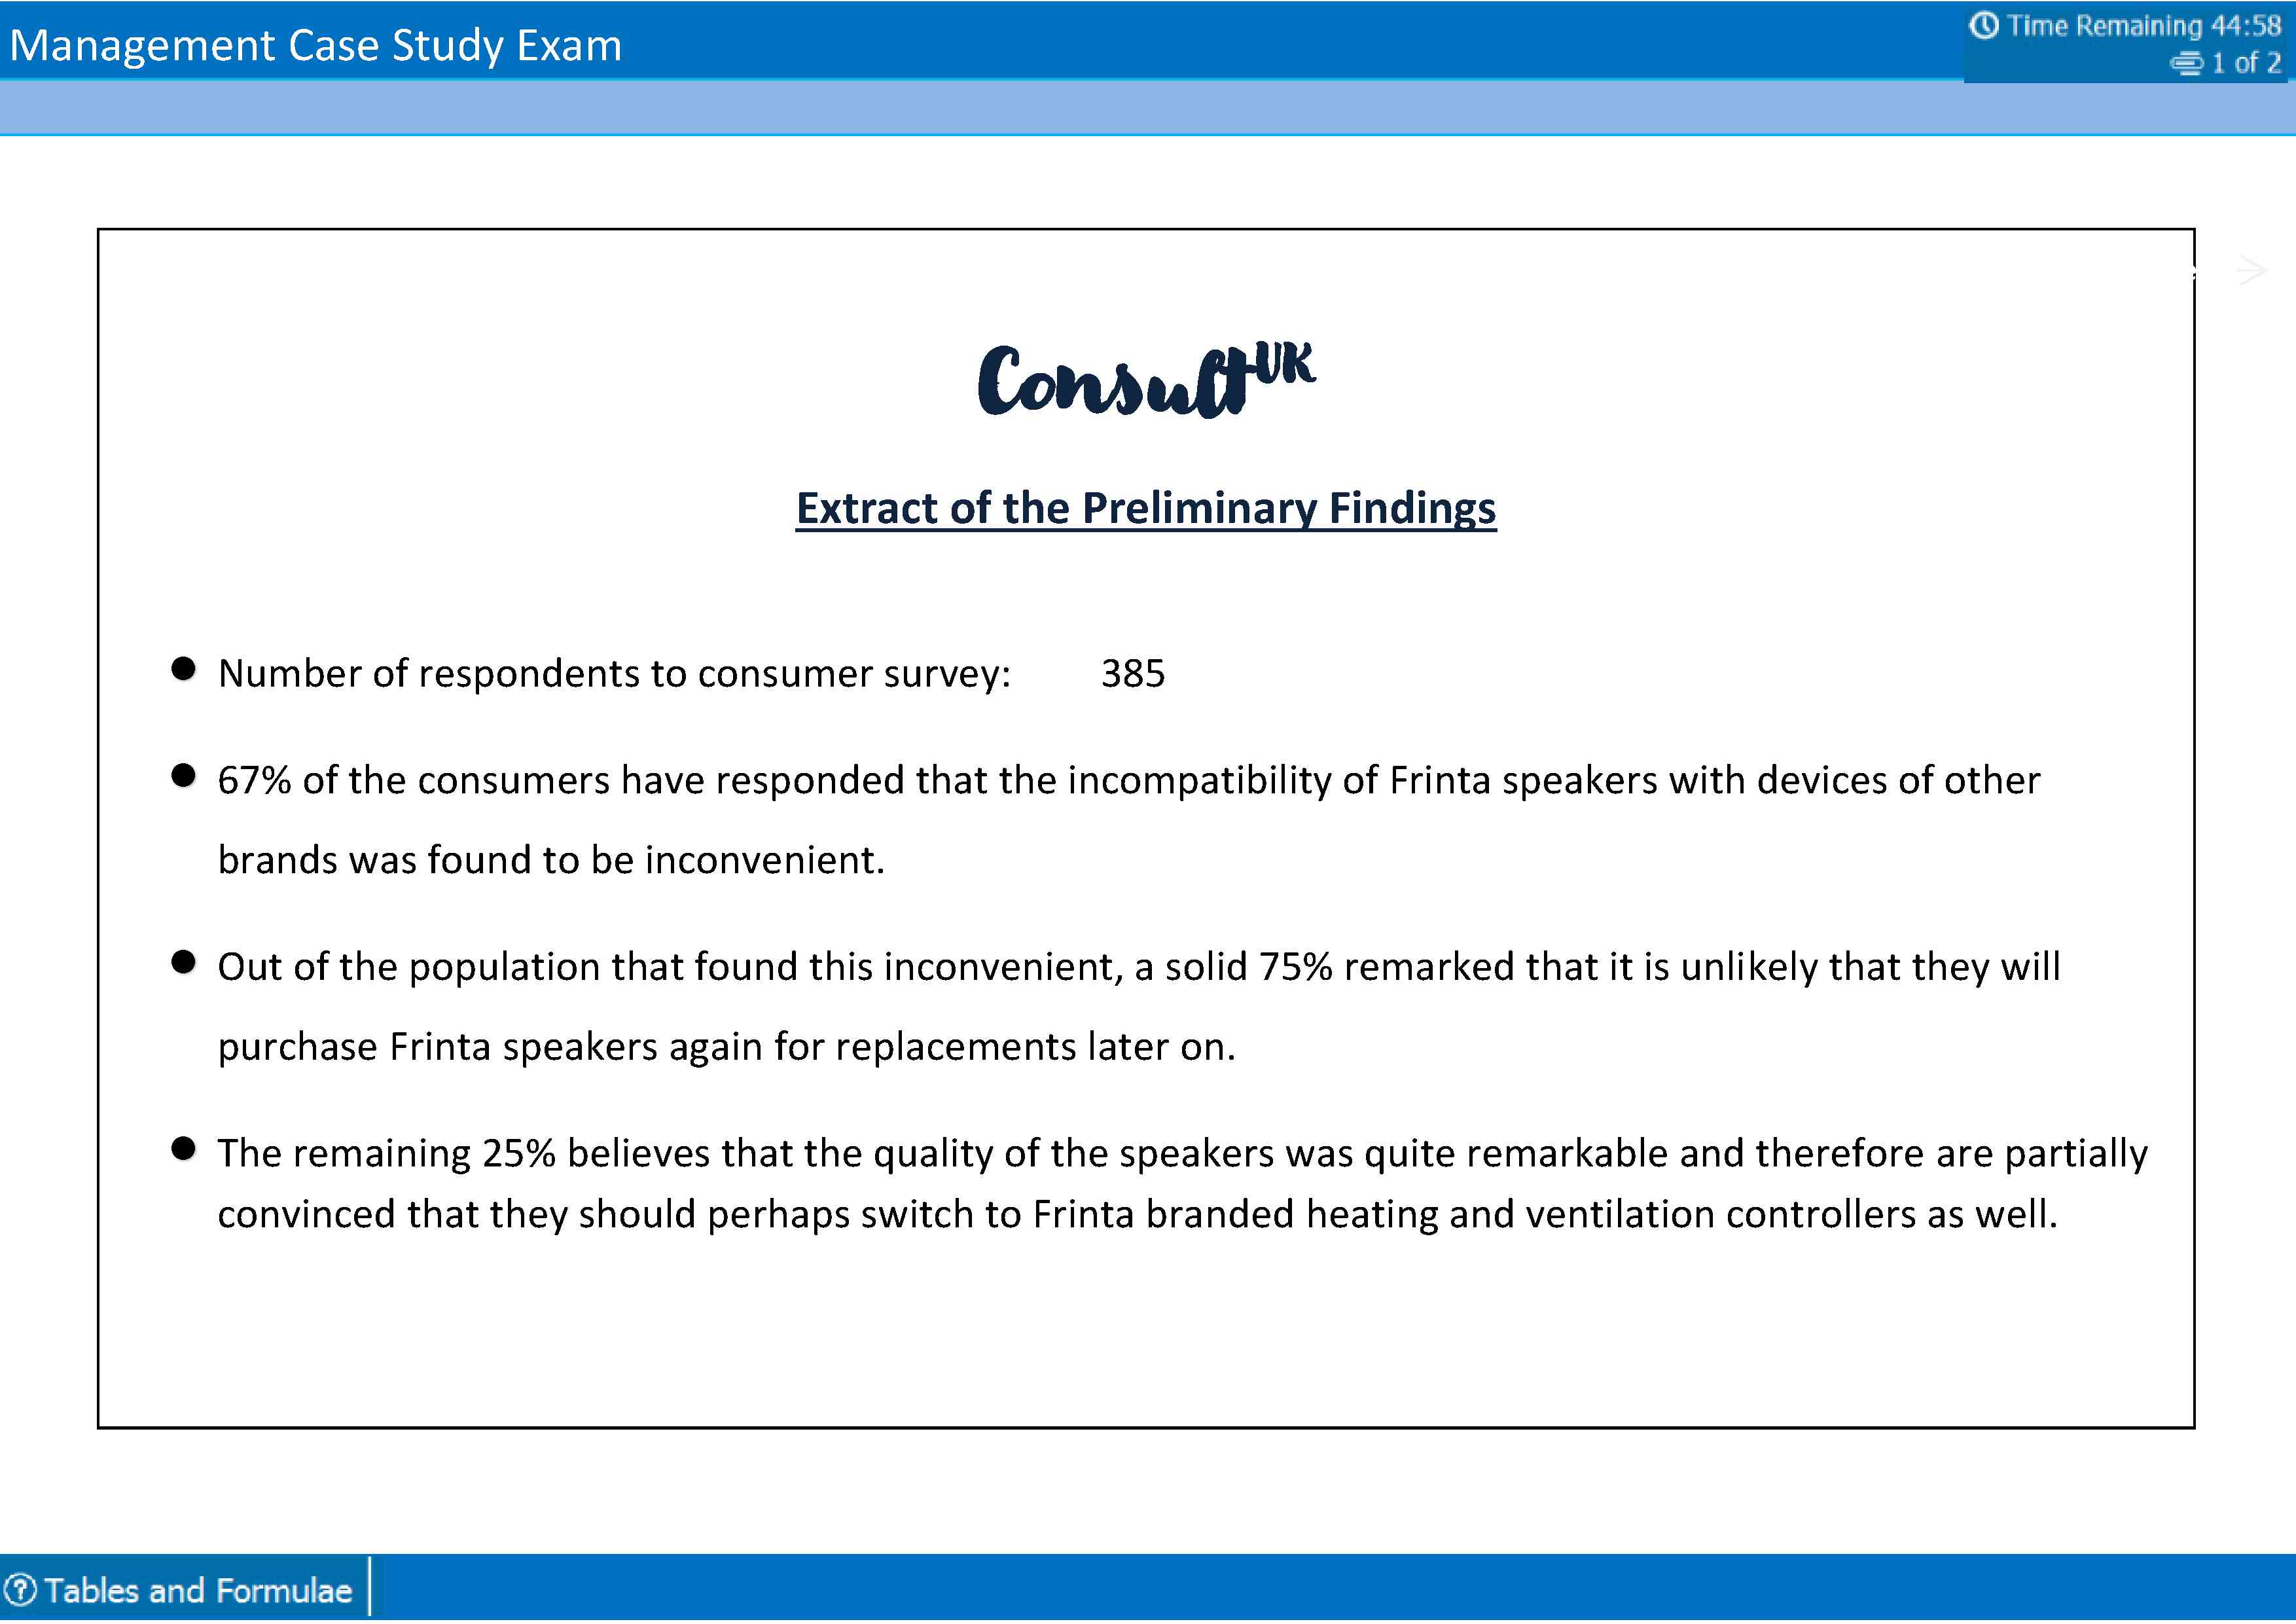 Management Case Study Exam
Time Remaining 44:58
1 of 2
Consult UK
Extract of the Preliminary Findings
● Number of respondents to consumer survey: 385
● 67% of the consumers have responded that the incompatibility of Frinta speakers with devices of other
brands was found to be inconvenient.
● Out of the population that found this inconvenient, a solid 75% remarked that it is unlikely that they will
purchase Frinta speakers again for replacements later on.
● The remaining 25% believes that the quality of the speakers was quite remarkable and therefore are partially
convinced that they should perhaps switch to Frinta branded heating and ventilation controllers as well.
Tables and Formulae